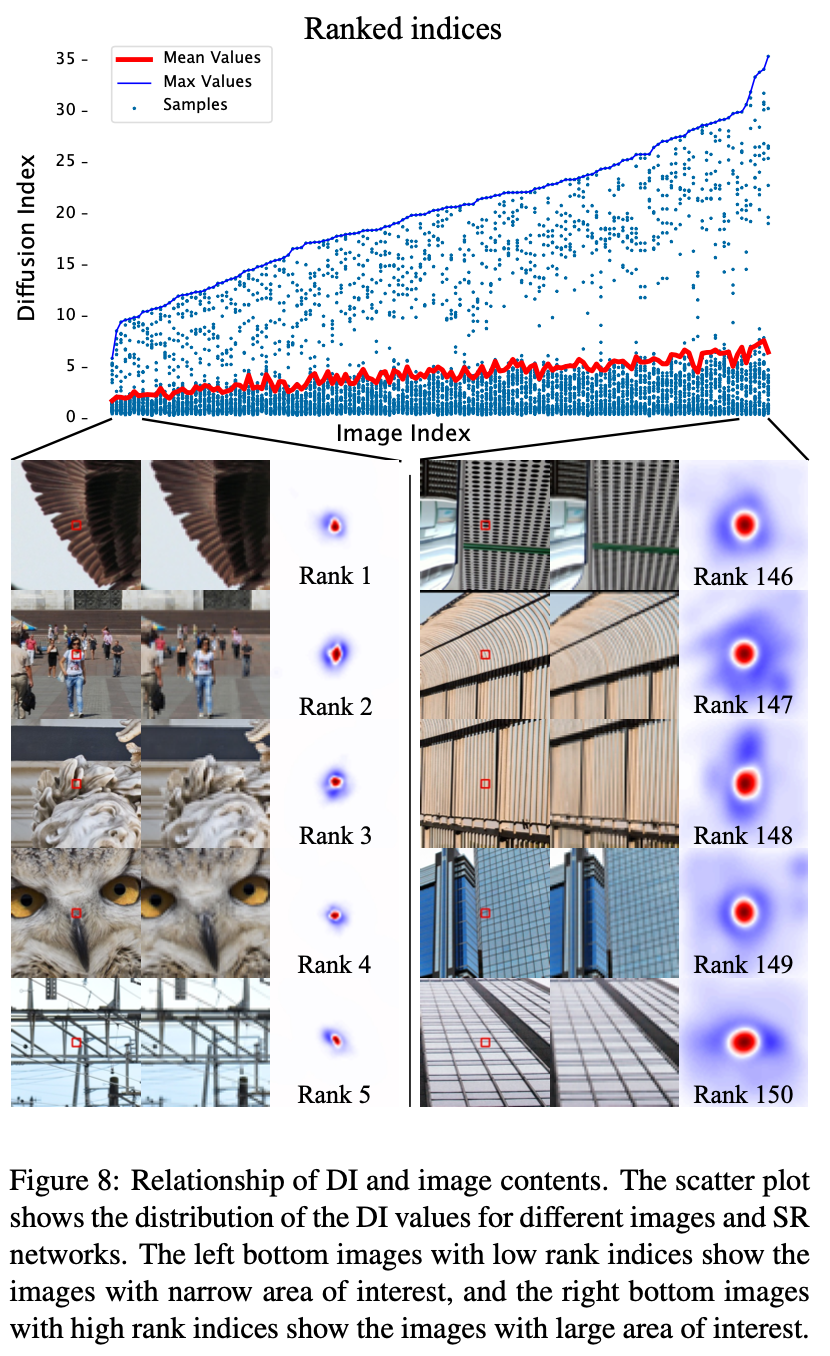 Ranked indices
35
Mean Values
Max Values
Samples
30
25
20
15
10
5
0
Diffusion Index
Image Index
Rank 1
Rank 146
Rank 2
Rank 147
Rank 3
Rank 148
Rank 4
Rank 149
Rank 5
Rank 150
Figure 8: Relationship of DI and image contents. The scatter plot
shows the distribution of the DI values for different images and SR
networks. The left bottom images with low rank indices show the
images with narrow area of interest, and the right bottom images
with high rank indices show the images with large area of interest.